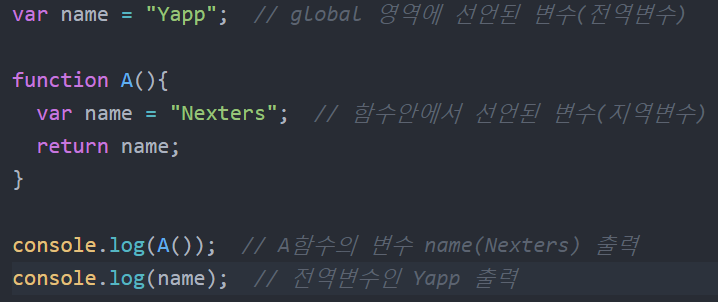 var name = "Yapp";  // global 영역에 선언된 변수(전역변수)
function A(){
  var name = "Nexters";  // 함수안에서 선언된 변수(지역변수)
  return name;
}
console.log(A());  // A함수의 변수 name(Nexters) 출력
console.log(name);  // 전역변수인 Yapp 출력